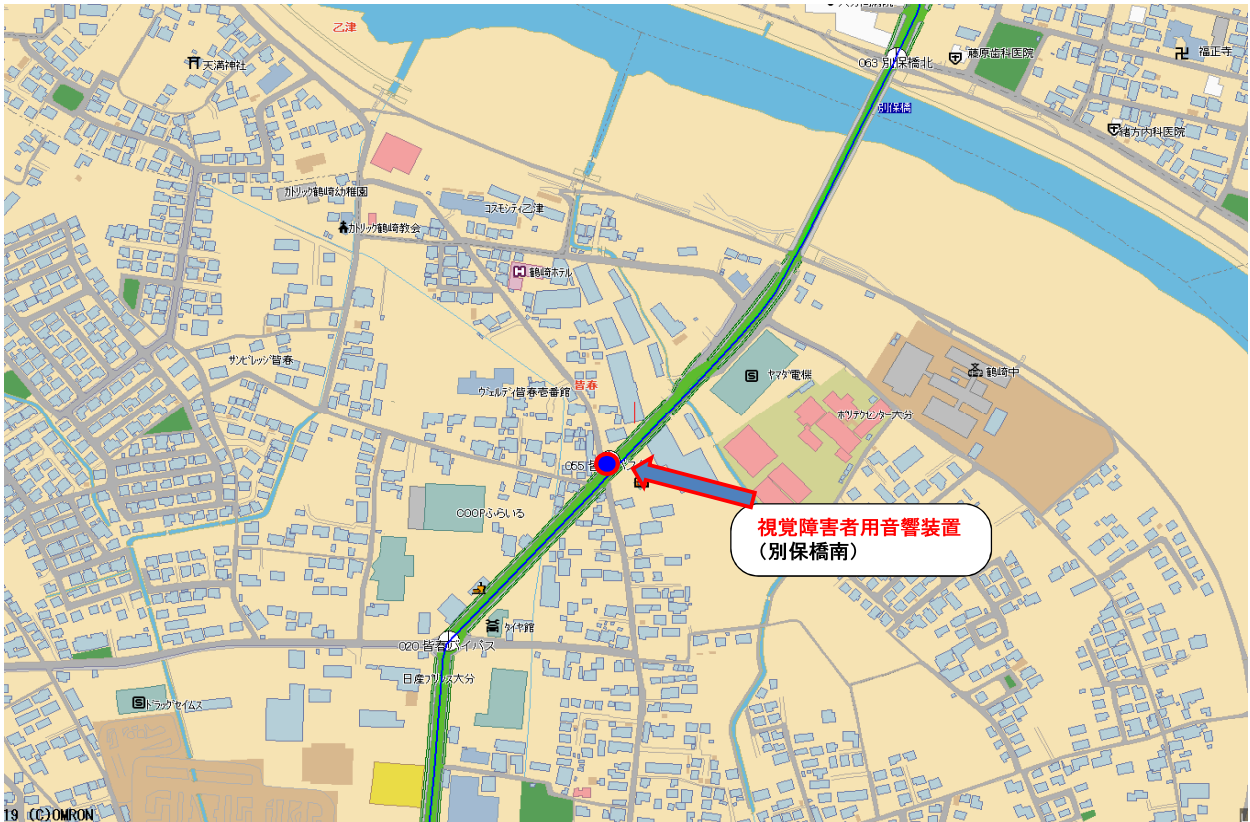 乙津
天満神社
063 別保橋北
藤原歯科医院
福正寺
別保橋
緒方内科医院
カトリック鶴崎幼稚園
コスモシティ乙津
カトリック鶴崎教会
鶴崎ホテル
サンビレッジ皆春
ヴェルディ皆春壱番館
皆春
ヤマダ電機
鶴崎中
ポリテクセンター大分
COOPふらいる
視覚障害者用音響装置
(別保橋南)
タイヤ館
020 皆春バイパス
日産プリンス大分
ドラッグセイムス
19 (C)OMRON